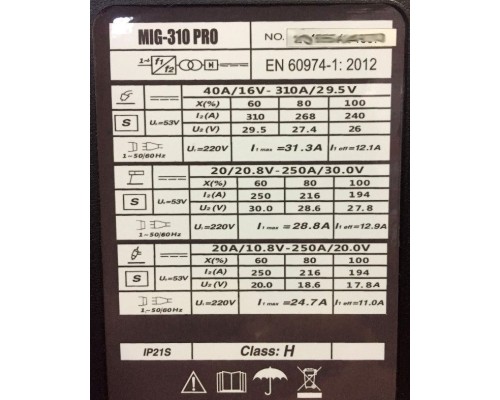 MIG-310 PRO NO.
1~ f1 f2 EN 60974-1: 2012
40A/16V- 310A/29.5V
X(%) 60 80 100
S U₀=53V I₂(A) 310 268 240
U₂(V) 29.5 27.4 26
1~50/60Hz U₁=220V I₁ max =31.3A I₁ eff=12.1A
20/20.8V-250A/30.0V
X(%) 60 80 100
S U₀=53V I₂(A) 250 216 194
U₂(V) 30.0 28.6 27.8
1~50/60Hz U₁=220V I₁ max =28.8A I₁ eff=12.9A
20A/10.8V-250A/20.0V
X(%) 60 80 100
S U₀=53V I₂(A) 250 216 194
U₂(V) 20.0 18.6 17.8A
1~50/60Hz U₁=220V I₁ max =24.7A I₁ eff=11.0A
IP21S Class: H